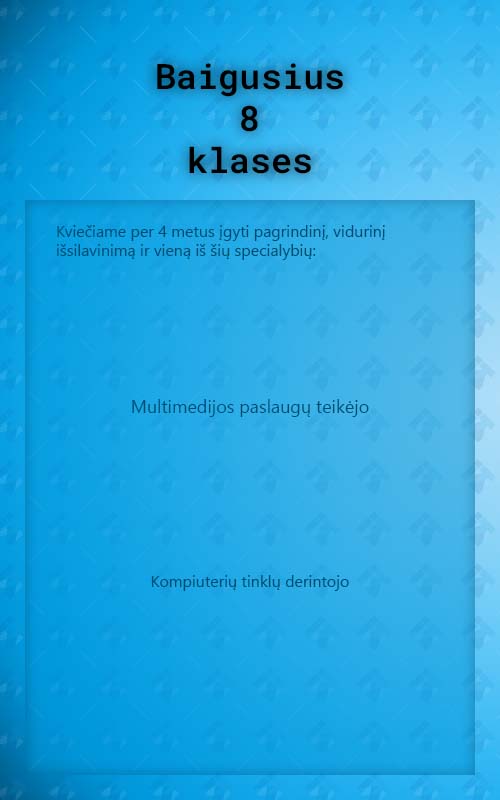 Baigusius
8
klases
Kviečiame per 4 metus įgyti pagrindinį, vidurinį
išsilavinimą ir vieną iš šių specialybių:
Multimedijos paslaugų teikėjo
Kompiuterių tinklų derintojo